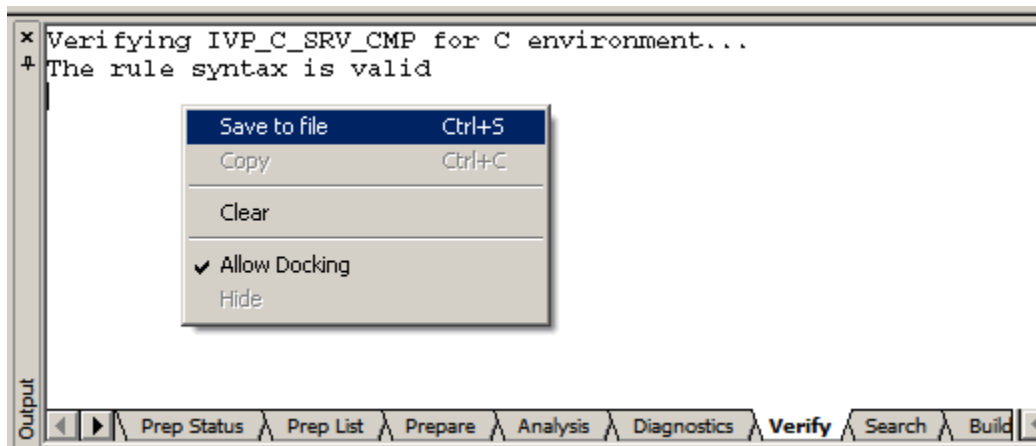 Verifying IVP_C_SRV_CMP for C environment...
The rule syntax is valid
Save to file Ctrl+S
Copy Ctrl+C
Clear
Allow Docking
Hide
Output
Prep Status Prep List Prepare Analysis Diagnostics Verify Search Build